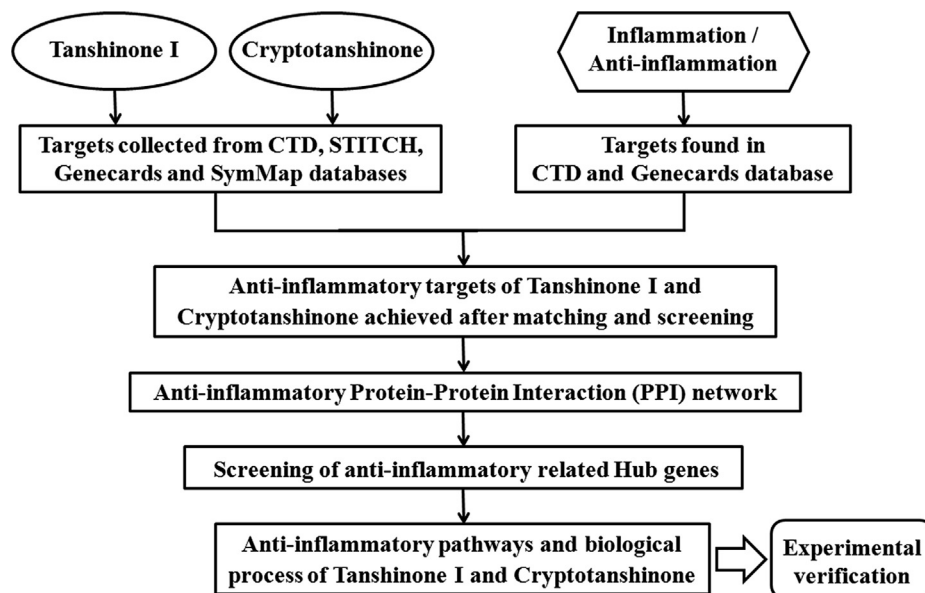 Tanshinone I
Cryptotanshinone
Inflammation /
Anti-inflammation
Targets collected from CTD, STITCH,
Genecards and SymMap databases
Targets found in
CTD and Genecards database
Anti-inflammatory targets of Tanshinone I and
Cryptotanshinone achieved after matching and screening
Anti-inflammatory Protein-Protein Interaction (PPI) network
Screening of anti-inflammatory related Hub genes
Anti-inflammatory pathways and biological
process of Tanshinone I and Cryptotanshinone
Experimental
verification